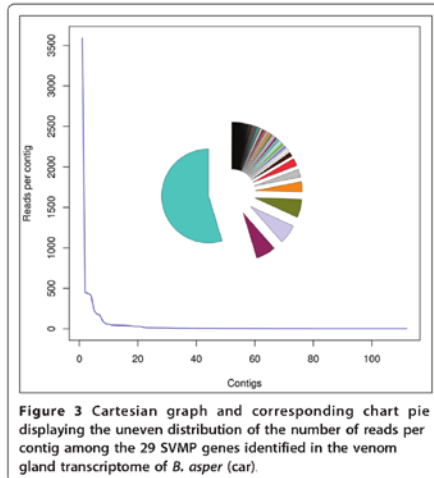 3500
3000
2500
2000
1500
1000
500
0
Reads per contig
0 20 40 60 80 100
Contigs
Figure 3 Cartesian graph and corresponding chart pie
displaying the uneven distribution of the number of reads per
contig among the 29 SVMP genes identified in the venom
gland transcriptome of B. asper (car).